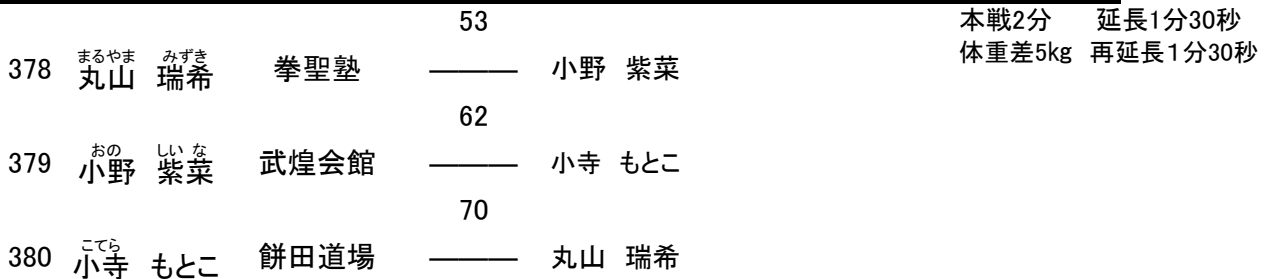 53 本戦2分 延長1分30秒
体重差5kg 再延長1分30秒
まるやま みずき
378 丸山 瑞希 拳聖塾 ――― 小野 紫菜
62
おの しい な
379 小野 紫菜 武煌会館 ――― 小寺 もとこ
70
こてら
380 小寺 もとこ 餅田道場 ――― 丸山 瑞希